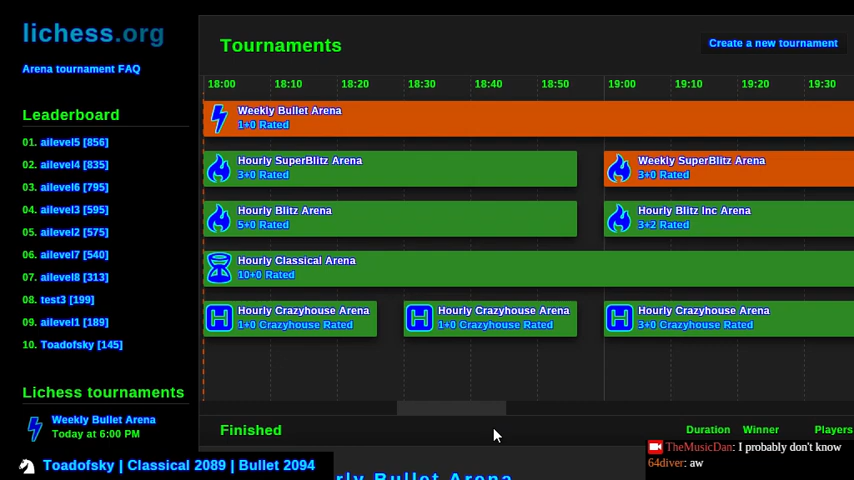 lichess.org
Arena tournament FAQ
Leaderboard
01. ailevel5 [856]
02. ailevel4 [835]
03. ailevel6 [795]
04. ailevel3 [595]
05. ailevel2 [575]
06. ailevel7 [540]
07. ailevel8 [313]
08. test3 [199]
09. ailevel1 [189]
10. Toadofsky [145]
Lichess tournaments
Weekly Bullet Arena
Today at 6:00 PM
Toadofsky | Classical 2089 | Bullet 2094
Tournaments
Create a new tournament
18:00 18:10 18:20 18:30 18:40 18:50 19:00 19:10 19:20 19:30
Weekly Bullet Arena
1+0 Rated
Hourly SuperBlitz Arena
3+0 Rated
Weekly SuperBlitz Arena
3+0 Rated
Hourly Blitz Arena
5+0 Rated
Hourly Blitz Inc Arena
3+2 Rated
Hourly Classical Arena
10+0 Rated
Hourly Crazyhouse Arena
1+0 Crazyhouse Rated
Hourly Crazyhouse Arena
1+0 Crazyhouse Rated
Hourly Crazyhouse Arena
3+0 Crazyhouse Rated
Finished Duration Winner Players
rly Bullet Arena
TheMusicDan: I probably don't know
64diver: aw